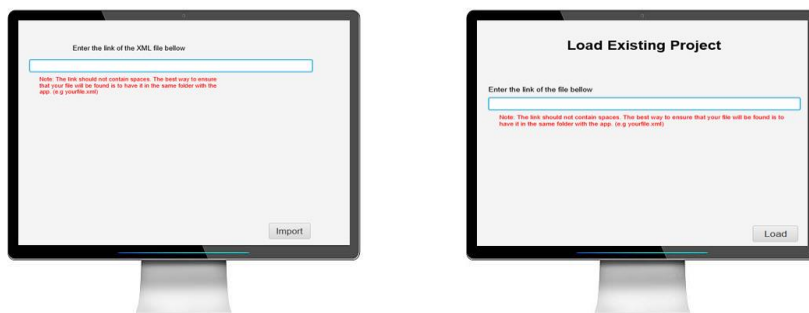 Enter the link of the XML file bellow
Note: The link should not contain spaces. The best way to ensure
that your file will be found is to have it in the same folder with the
app. (e.g yourfile.xml)
Import
Load Existing Project
Enter the link of the file bellow
Note: The link should not contain spaces. The best way to ensure that your file will be found is to
have it in the same folder with the app. (e.g yourfile.xml)
Load